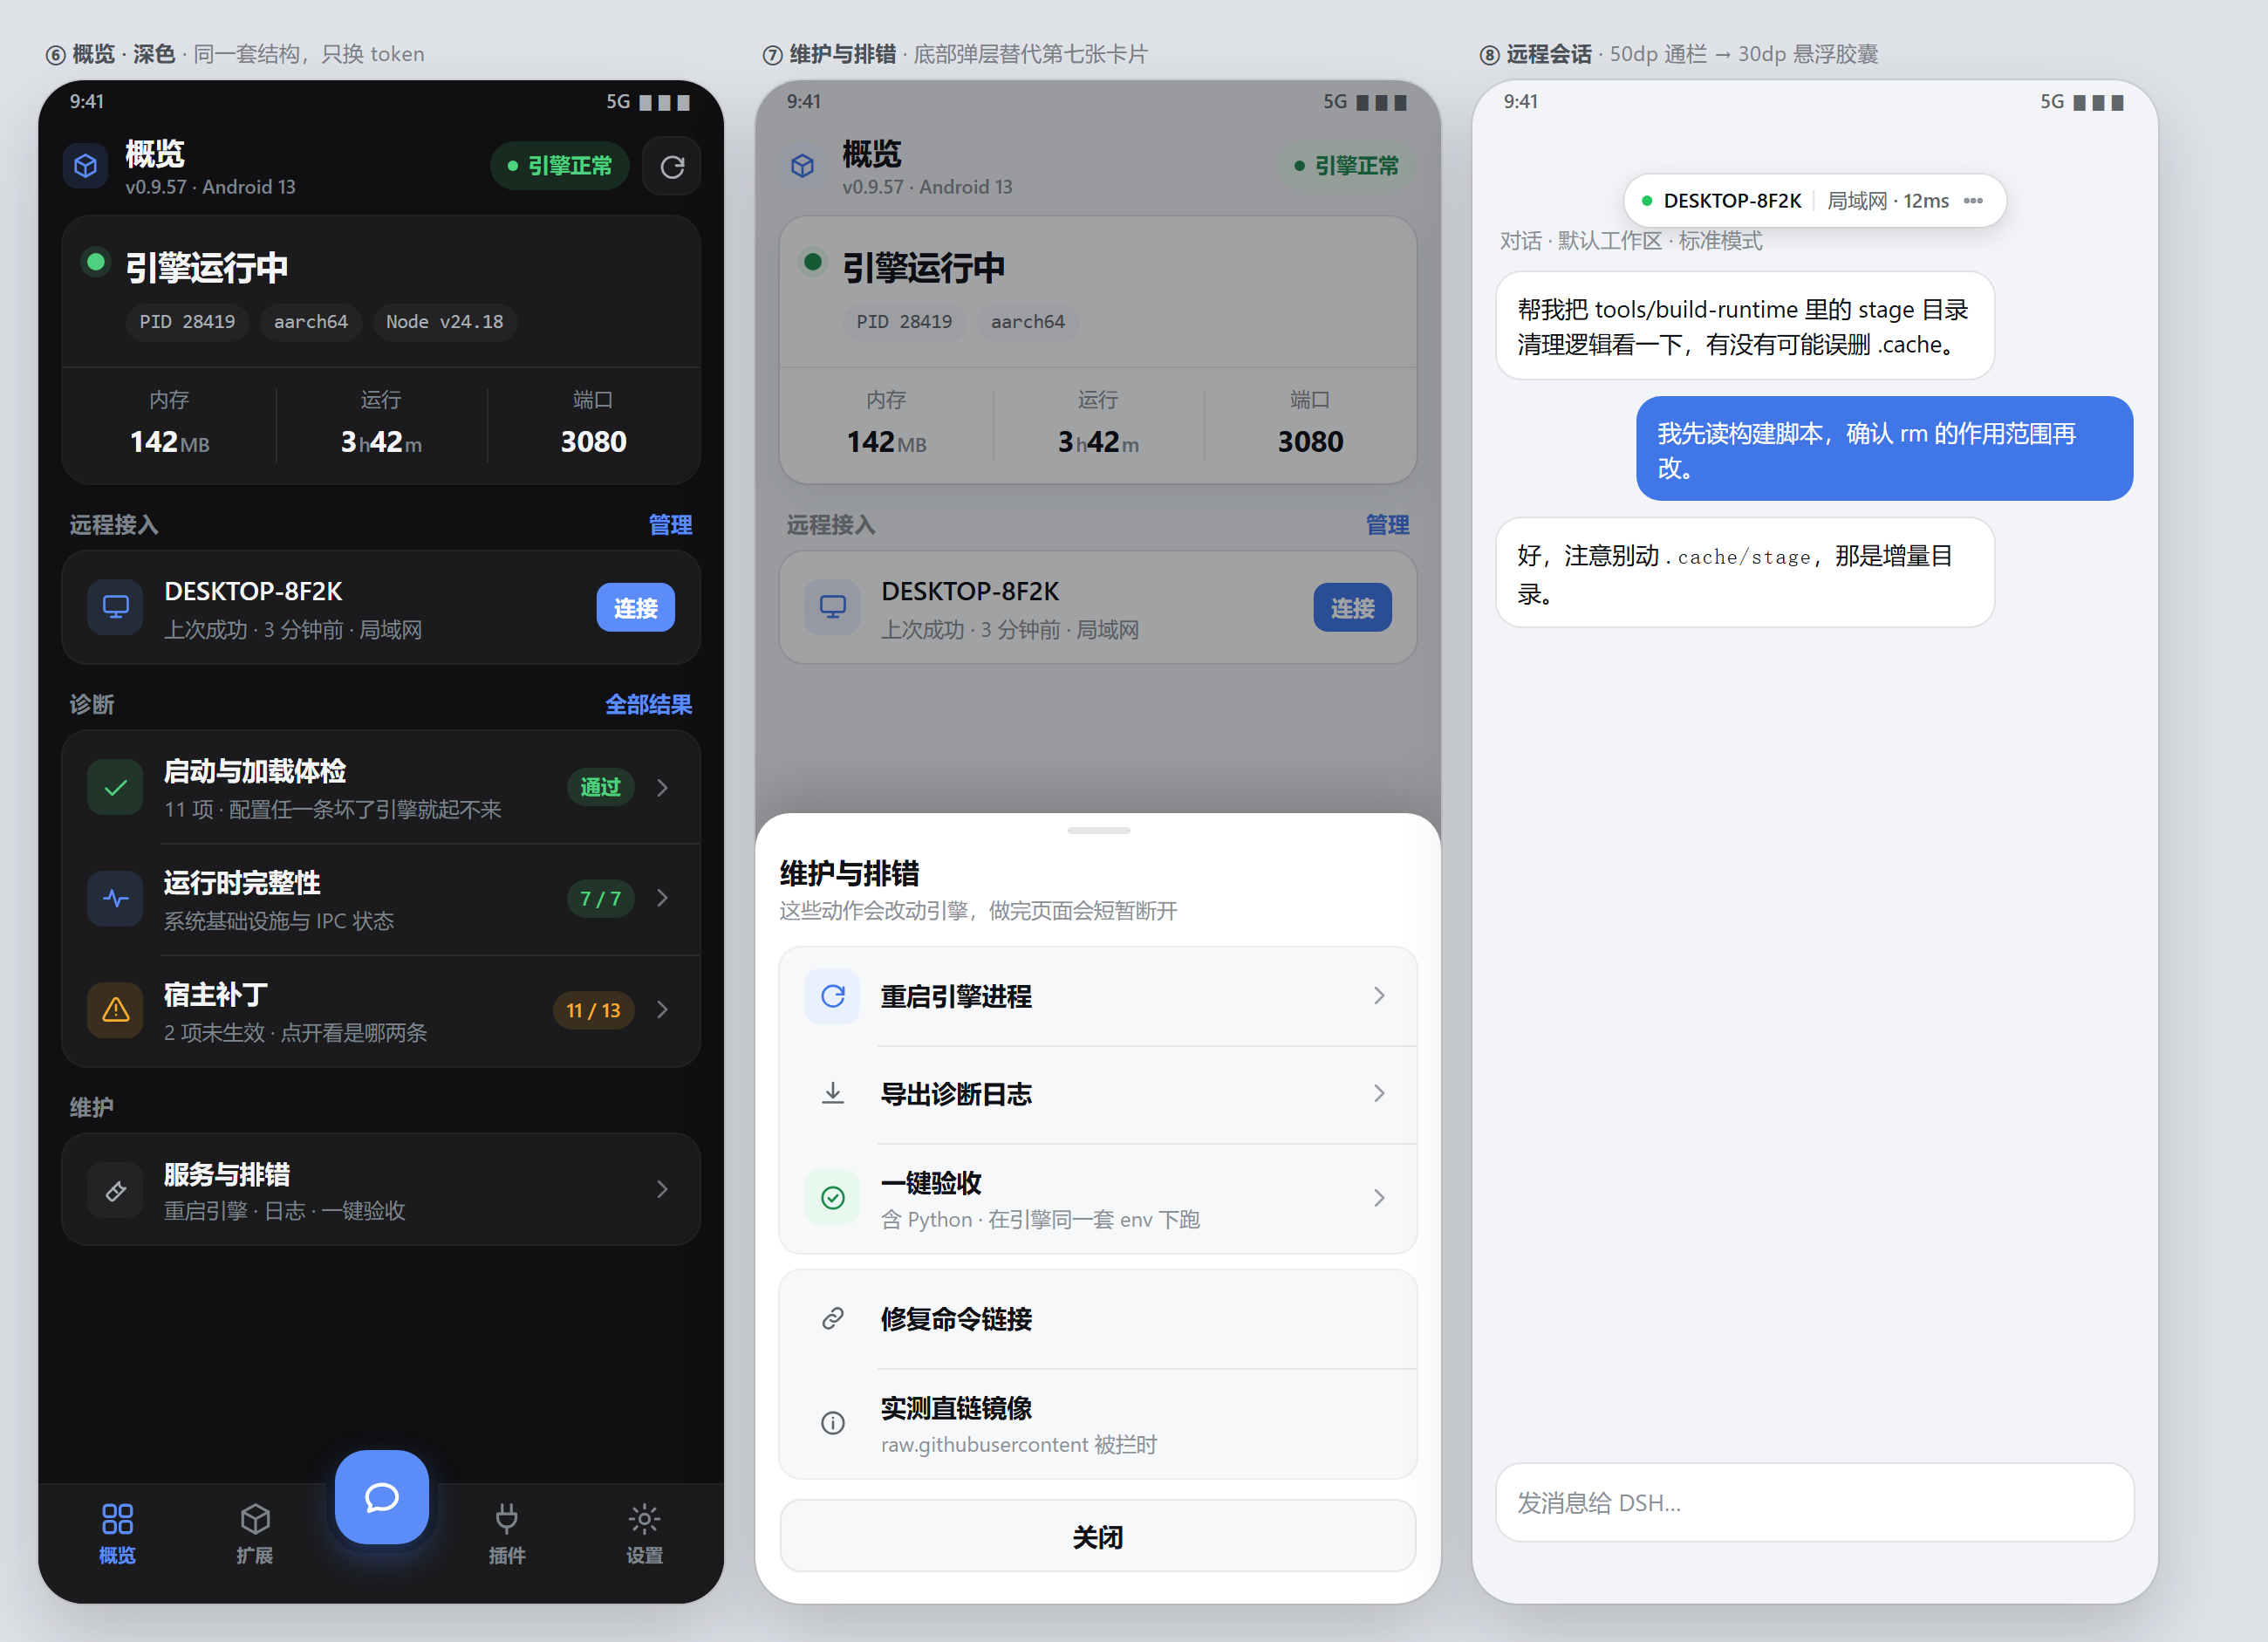 ⑥ 概览 · 深色 · 同一套结构，只换 token
9:41
5G
概览
v0.9.57 · Android 13
引擎正常
引擎运行中
PID 28419
aarch64
Node v24.18
内存
运行
端口
142MB
3h42m
3080
远程接入
管理
DESKTOP-8F2K
上次成功 · 3 分钟前 · 局域网
连接
诊断
全部结果
启动与加载体检
11 项 · 配置任一条坏了引擎就起不来
通过
运行时完整性
系统基础设施与 IPC 状态
7 / 7
宿主补丁
2 项未生效 · 点开看是哪两条
11 / 13
维护
服务与排错
重启引擎 · 日志 · 一键验收
概览
扩展
插件
设置
⑦ 维护与排错 · 底部弹层替代第七张卡片
9:41
5G
概览
v0.9.57 · Android 13
引擎正常
引擎运行中
PID 28419
aarch64
内存
运行
端口
142MB
3h42m
3080
远程接入
管理
DESKTOP-8F2K
上次成功 · 3 分钟前 · 局域网
连接
维护与排错
这些动作会改动引擎，做完页面会短暂断开
重启引擎进程
导出诊断日志
一键验收
含 Python · 在引擎同一套 env 下跑
修复命令链接
实测直链镜像
raw.githubusercontent 被拦时
关闭
⑧ 远程会话 · 50dp 通栏 → 30dp 悬浮胶囊
9:41
5G
DESKTOP-8F2K
局域网 · 12ms
•••
对话 · 默认工作区 · 标准模式
帮我把 tools/build-runtime 里的 stage 目录
清理逻辑看一下，有没有可能误删 .cache。
我先读构建脚本，确认 rm 的作用范围再
改。
好，注意别动 .cache/stage，那是增量目
录。
发消息给 DSH...